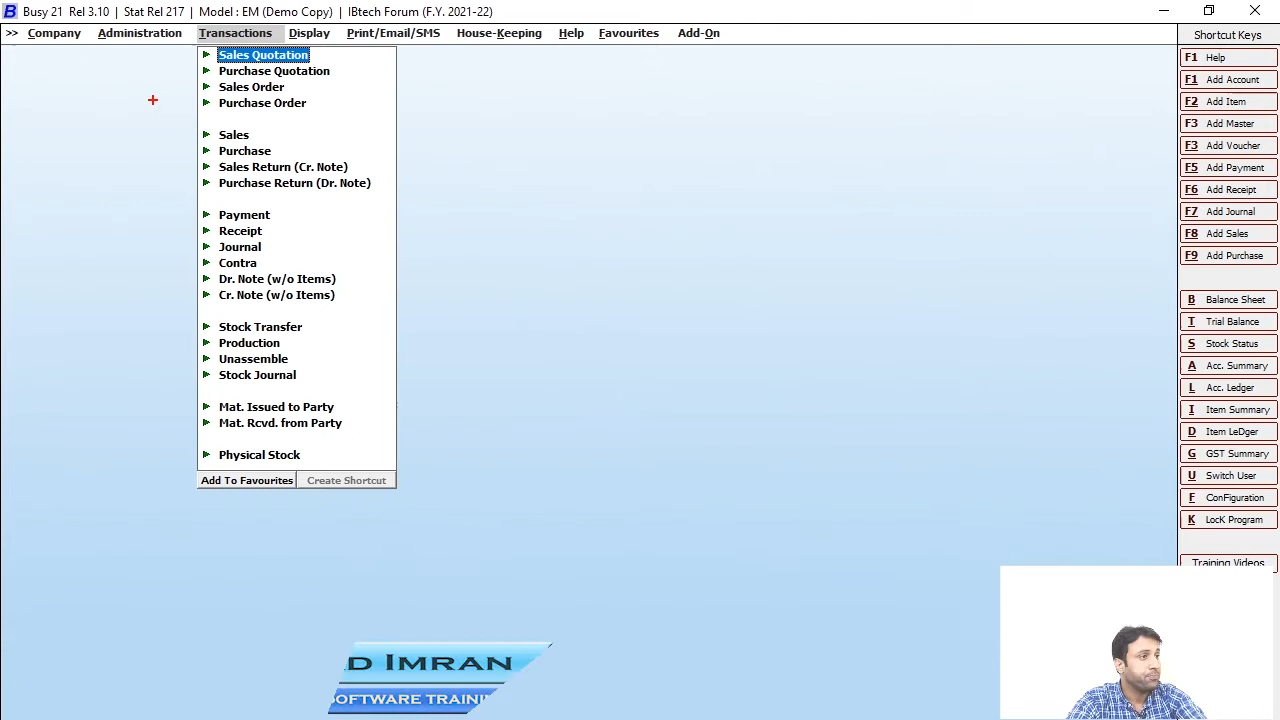 B Busy 21 Rel 3.10 | Stat Rel 217 | Model : EM (Demo Copy) | IBtech Forum (F.Y. 2021-22)
>> Company Administration Transactions Display Print/Email/SMS House-Keeping Help Favourites Add-On
Sales Quotation
Purchase Quotation
Sales Order
Purchase Order
Sales
Purchase
Sales Return (Cr. Note)
Purchase Return (Dr. Note)
Payment
Receipt
Journal
Contra
Dr. Note (w/o Items)
Cr. Note (w/o Items)
Stock Transfer
Production
Unassemble
Stock Journal
Mat. Issued to Party
Mat. Rcvd. from Party
Physical Stock
Add To Favourites Create Shortcut
Shortcut Keys
F1 Help
F1 Add Account
F2 Add Item
F3 Add Master
F3 Add Voucher
F5 Add Payment
F6 Add Receipt
F7 Add Journal
F8 Add Sales
F9 Add Purchase
B Balance Sheet
T Trial Balance
S Stock Status
A Acc. Summary
L Acc. Ledger
I Item Summary
D Item LeDger
G GST Summary
U Switch User
F ConFiguration
K LocK Program
Training Videos
D IMRAN